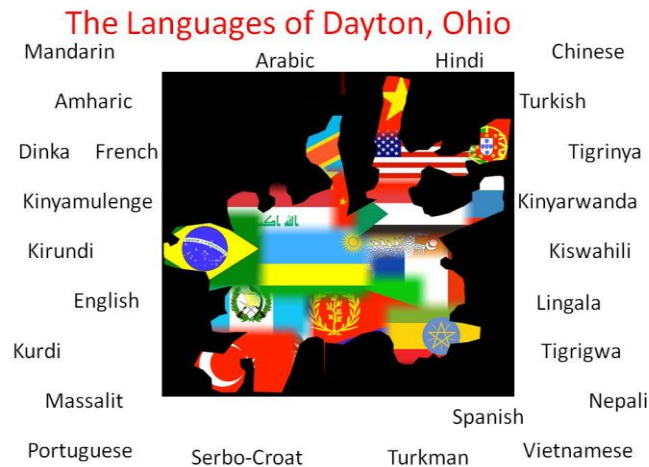 The Languages of Dayton, Ohio
Mandarin Arabic Hindi Chinese
Amharic Turkish
Dinka French Tigrinya
Kinyamulenge Kinyarwanda
Kirundi Kiswahili
English Lingala
Kurdi Tigrigwa
Massalit Spanish Nepali
Portuguese Serbo-Croat Turkman Vietnamese